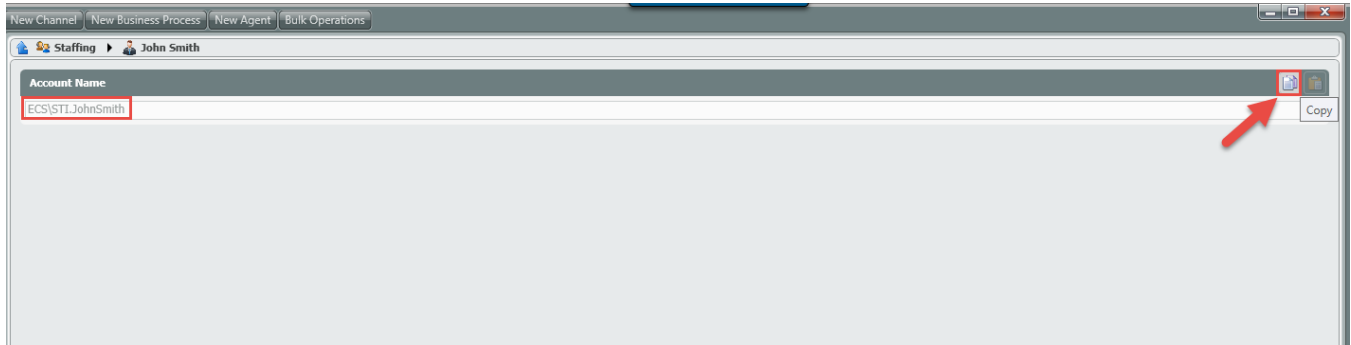 New Channel New Business Process New Agent Bulk Operations
Staffing John Smith
Account Name
ECS\STI.JohnSmith
Copy